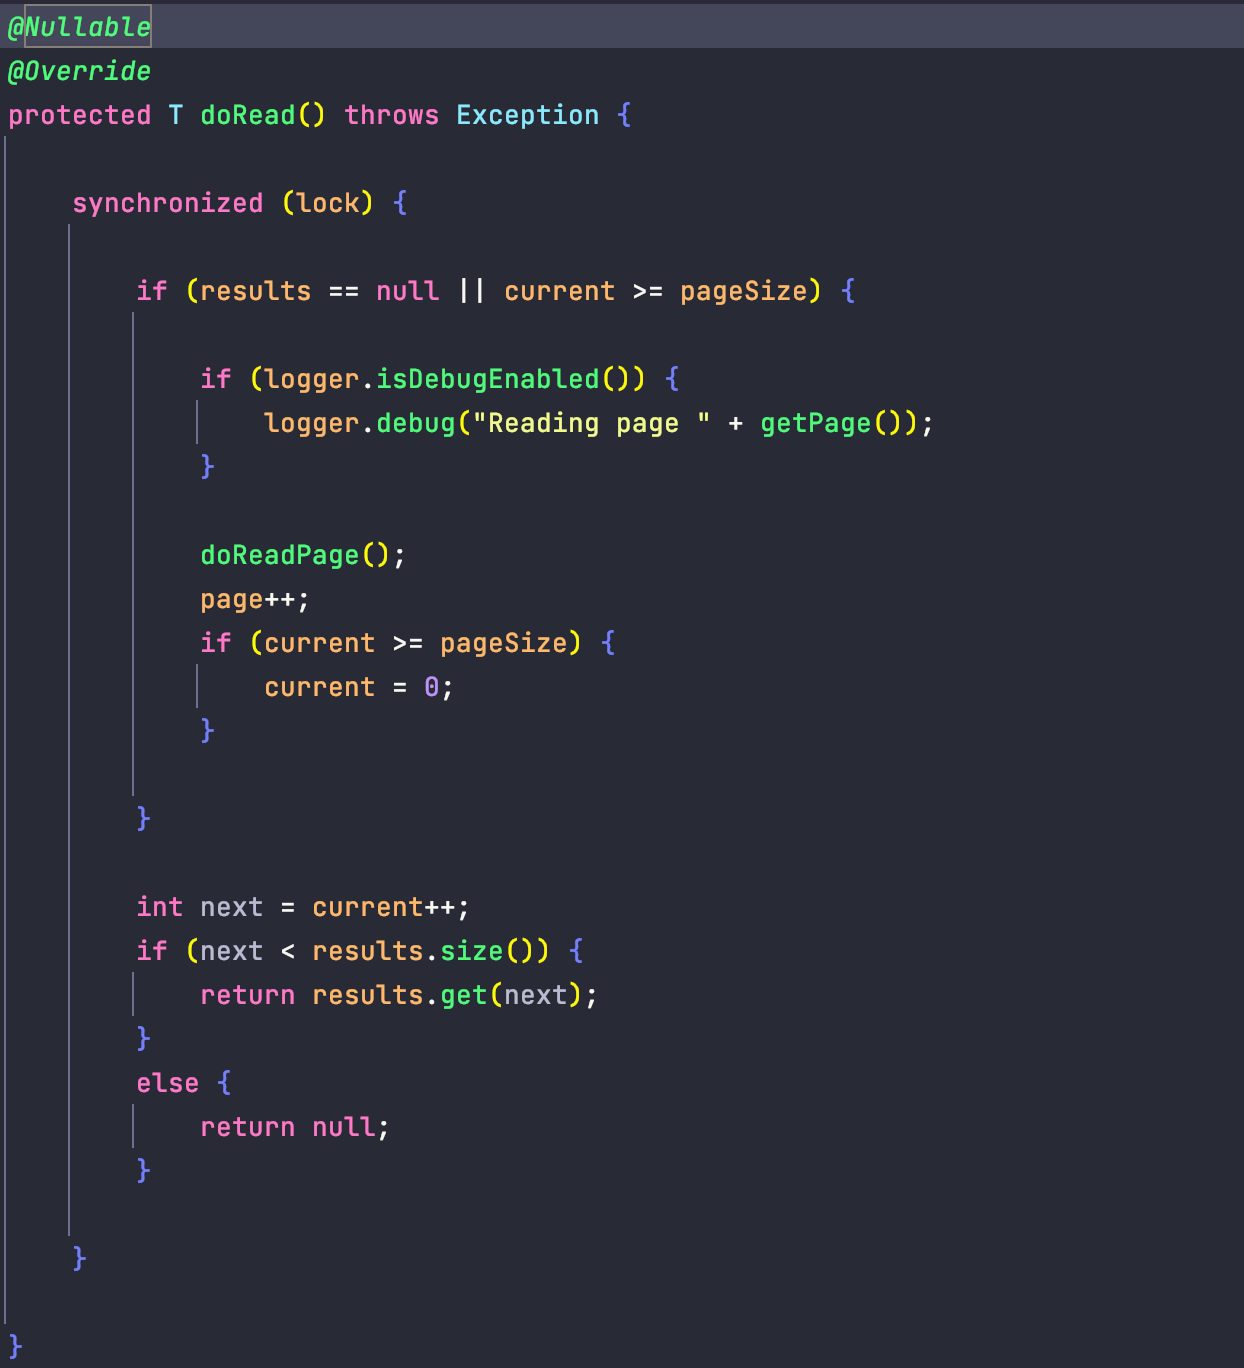 @Nullable
@Override
protected T doRead() throws Exception {
synchronized (lock) {
if (results == null || current >= pageSize) {
if (logger.isDebugEnabled()) {
logger.debug("Reading page " + getPage());
}
doReadPage();
page++;
if (current >= pageSize) {
current = 0;
}
}
int next = current++;
if (next < results.size()) {
return results.get(next);
}
else {
return null;
}
}
}